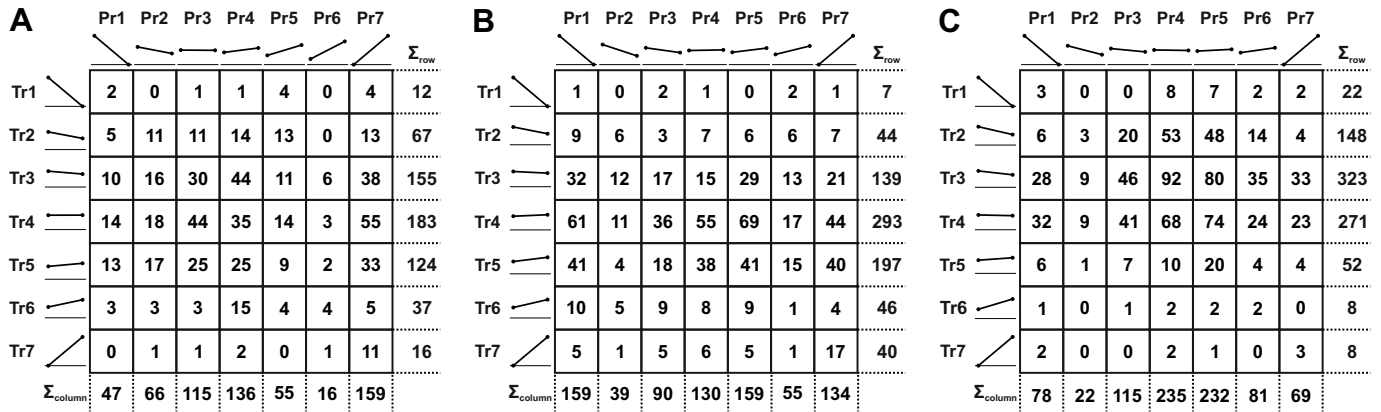 A Pr1 Pr2 Pr3 Pr4 Pr5 Pr6 Pr7
Σrow
Tr1 2 0 1 1 4 0 4 12
Tr2 5 11 11 14 13 0 13 67
Tr3 10 16 30 44 11 6 38 155
Tr4 14 18 44 35 14 3 55 183
Tr5 13 17 25 25 9 2 33 124
Tr6 3 3 3 15 4 4 5 37
Tr7 0 1 1 2 0 1 11 16
Σcolumn 47 66 115 136 55 16 159
B Pr1 Pr2 Pr3 Pr4 Pr5 Pr6 Pr7
Σrow
Tr1 1 0 2 1 0 2 1 7
Tr2 9 6 3 7 6 6 7 44
Tr3 32 12 17 15 29 13 21 139
Tr4 61 11 36 55 69 17 44 293
Tr5 41 4 18 38 41 15 40 197
Tr6 10 5 9 8 9 1 4 46
Tr7 5 1 5 6 5 1 17 40
Σcolumn 159 39 90 130 159 55 134
C Pr1 Pr2 Pr3 Pr4 Pr5 Pr6 Pr7
Σrow
Tr1 3 0 0 8 7 2 2 22
Tr2 6 3 20 53 48 14 4 148
Tr3 28 9 46 92 80 35 33 323
Tr4 32 9 41 68 74 24 23 271
Tr5 6 1 7 10 20 4 4 52
Tr6 1 0 1 2 2 2 0 8
Tr7 2 0 0 2 1 0 3 8
Σcolumn 78 22 115 235 232 81 69